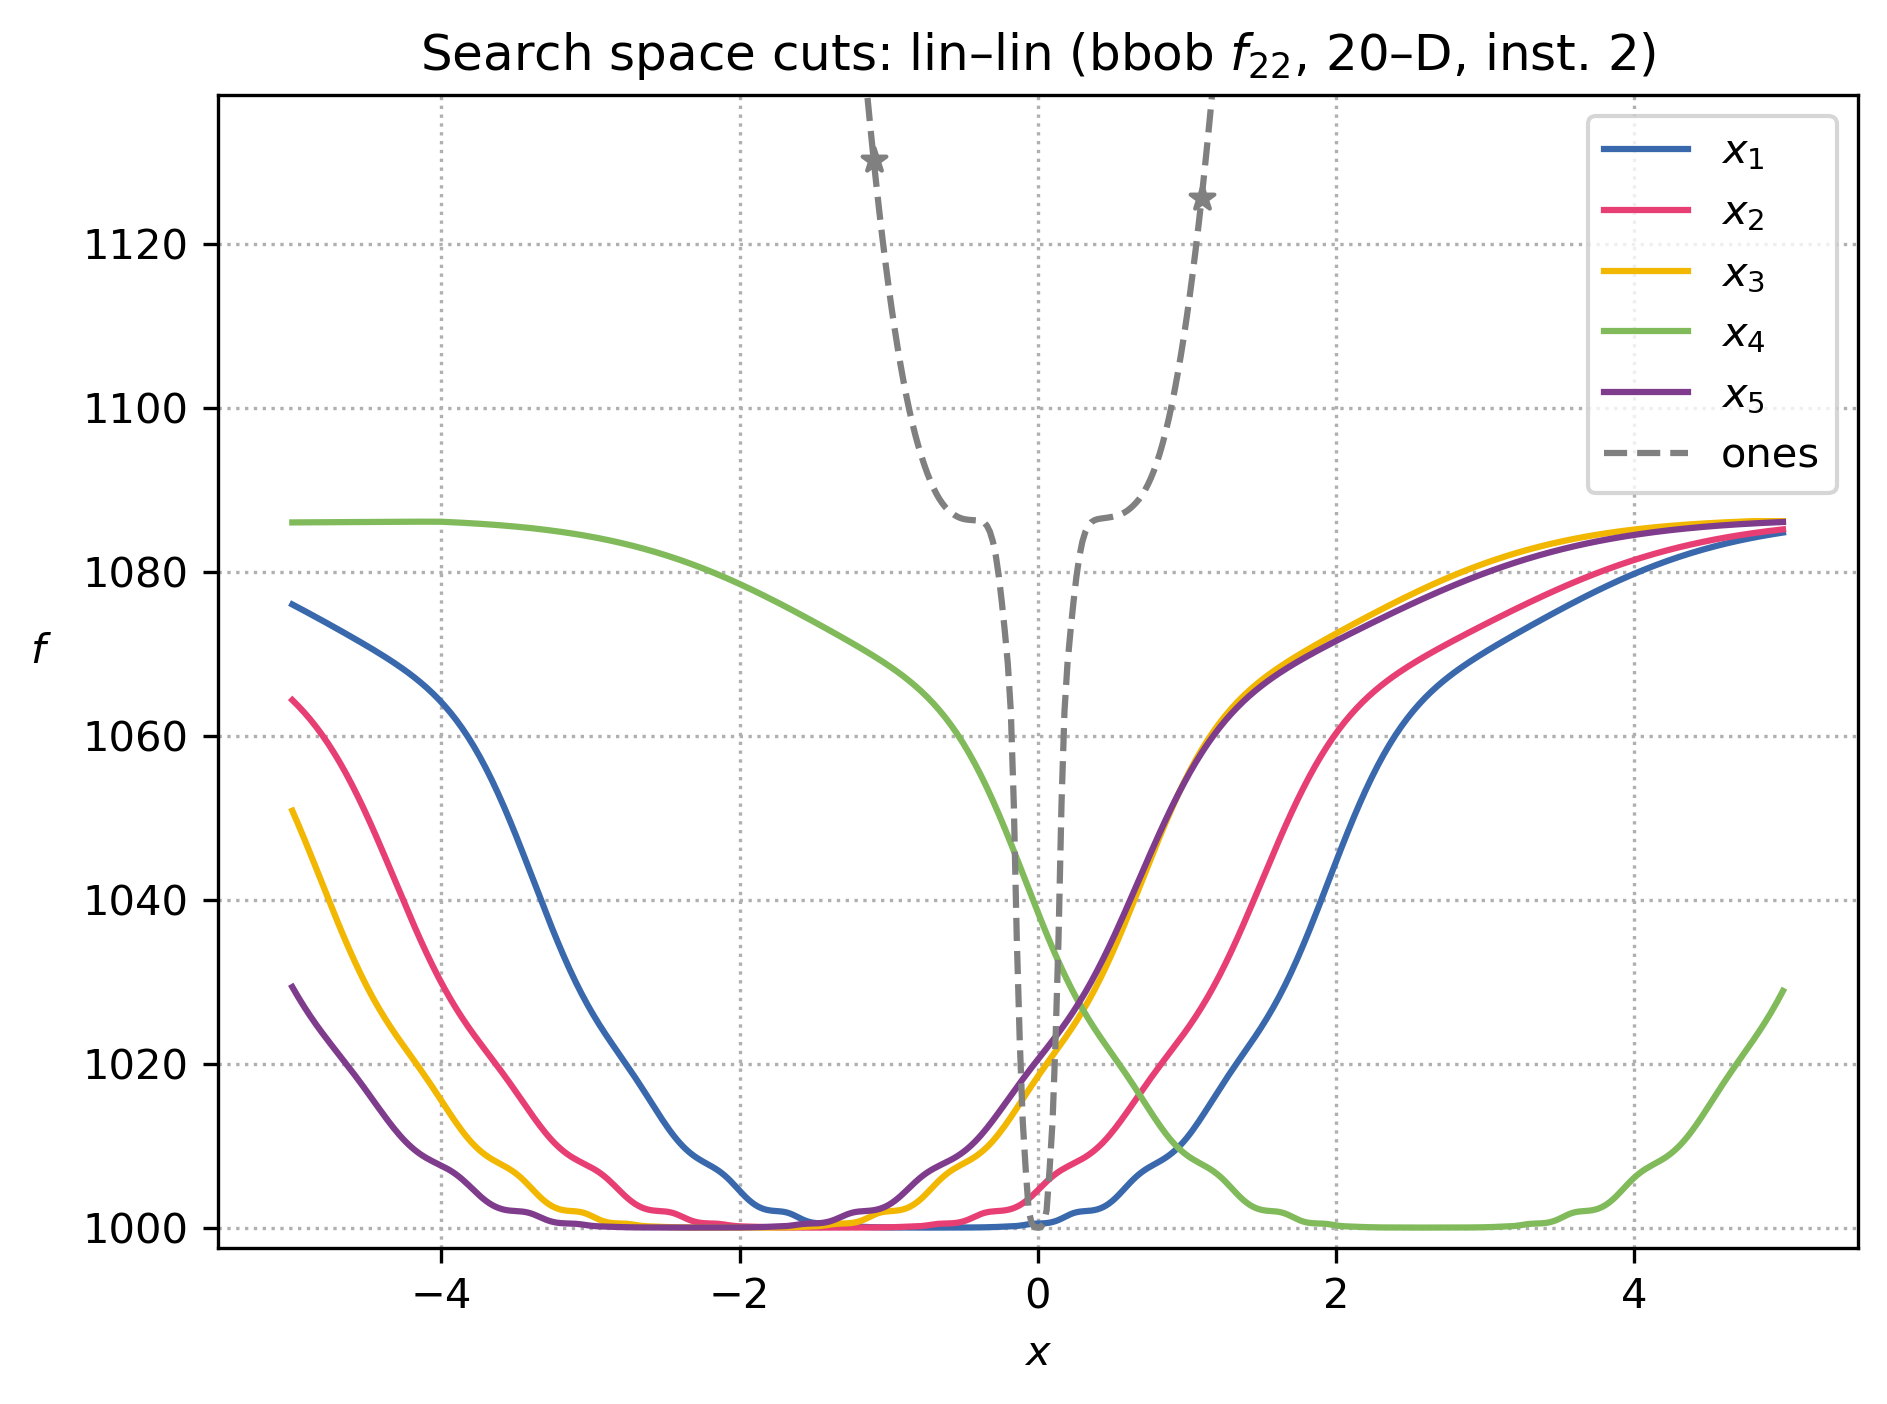 Search space cuts: lin–lin (bbob f₂₂, 20–D, inst. 2)
x₁
x₂
x₃
x₄
x₅
ones
1120
1100
1080
1060
1040
1020
1000
f
−4
−2
0
2
4
x